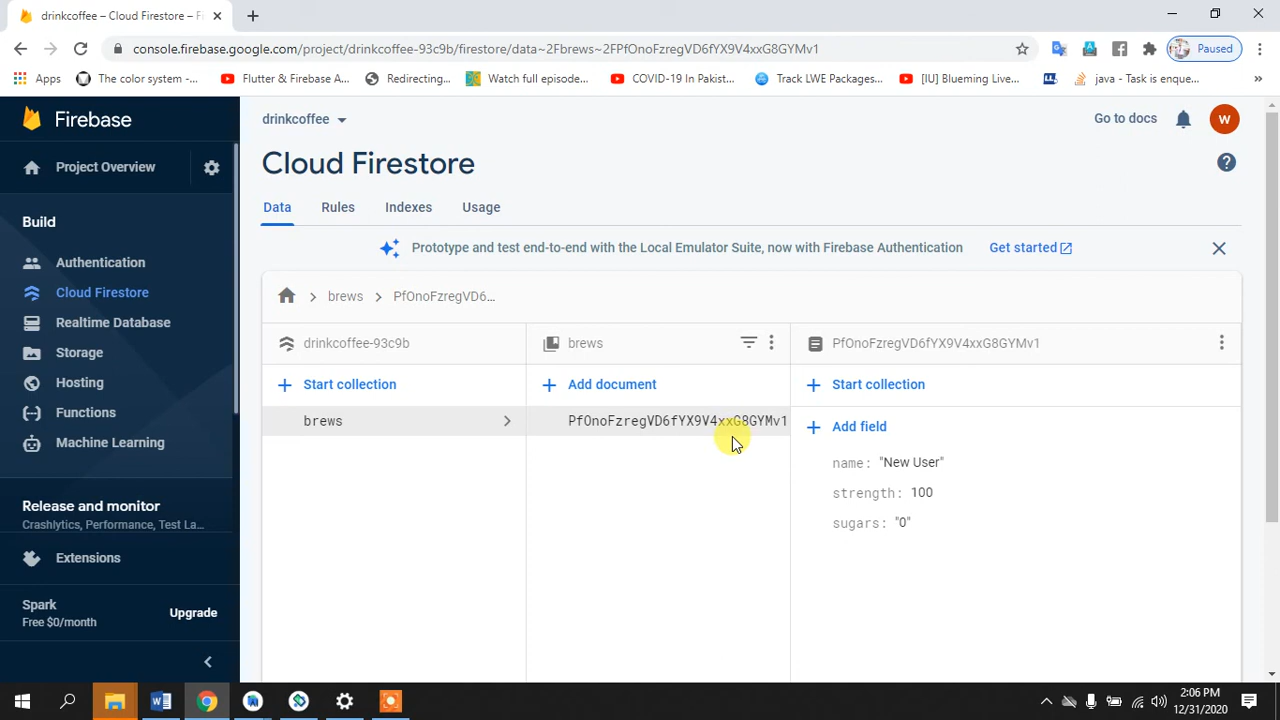 drinkcoffee – Cloud Firestore – Fi
console.firebase.google.com/project/drinkcoffee-93c9b/firestore/data~2Fbrews~2FPfOnoFzregVD6fYX9V4xxG8GYMv1
Paused
Apps
The color system -...
Flutter & Firebase A...
Redirecting...
Watch full episode...
COVID-19 In Pakist...
Track LWE Packages...
[IU] Blueming Live...
java - Task is enque...
Firebase
drinkcoffee
Go to docs
w
Project Overview
Cloud Firestore
Data
Rules
Indexes
Usage
Build
Prototype and test end-to-end with the Local Emulator Suite, now with Firebase Authentication
Get started
Authentication
Cloud Firestore
Realtime Database
Storage
Hosting
Functions
Machine Learning
brews
PfOnoFzregVD6...
drinkcoffee-93c9b
brews
PfOnoFzregVD6fYX9V4xxG8GYMv1
Start collection
Add document
Start collection
brews
PfOnoFzregVD6fYX9V4xxG8GYMv1
Add field
name: "New User"
strength: 100
sugars: "0"
Release and monitor
Crashlytics, Performance, Test La...
Extensions
Spark
Free $0/month
Upgrade
2:06 PM
12/31/2020